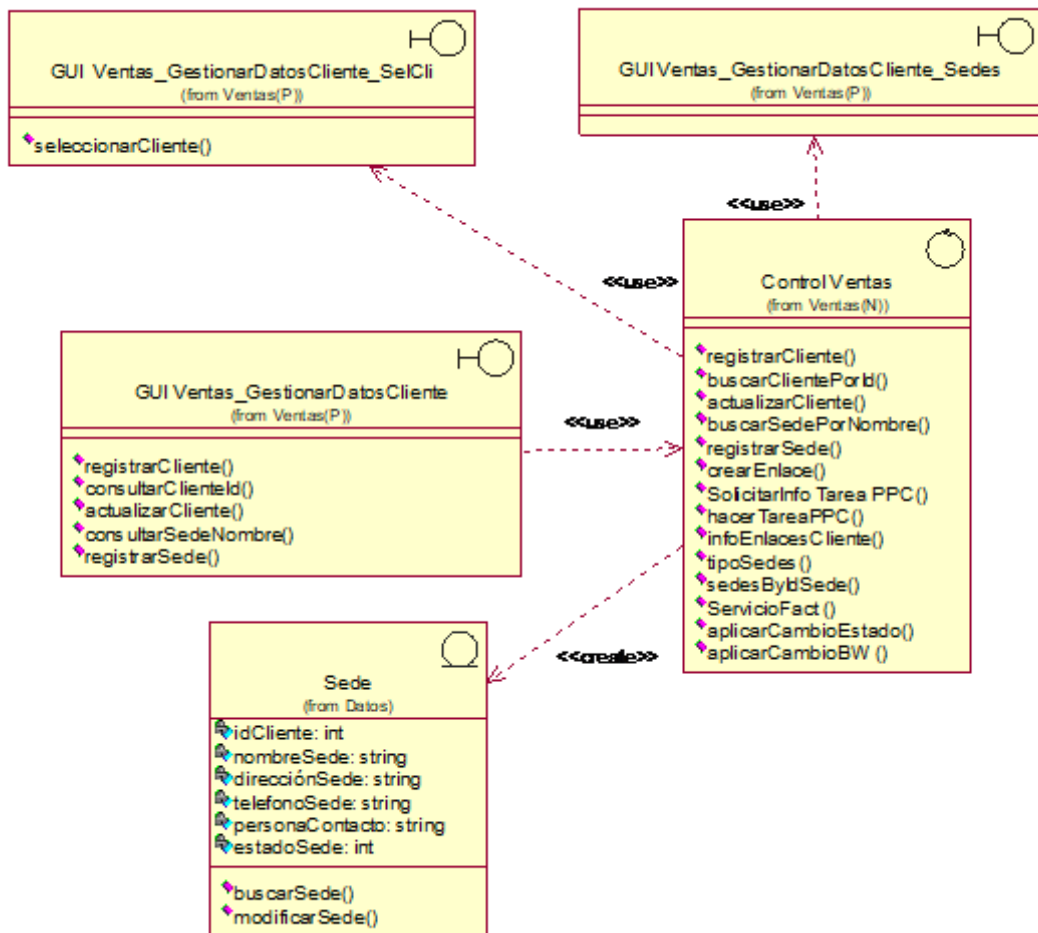 GUI Ventas_GestionarDatosCliente_SelCli
(from Ventas(P))
seleccionarCliente()
GUI Ventas_GestionarDatosCliente_Sedes
(from Ventas(P))
<<use>>
<<use>>
Control Ventas
(from Ventas(N))
registrarCliente()
buscarClientePorId()
actualizarCliente()
buscarSedePorNombre()
registrarSede()
crearEnlace()
SolicitarInfo Tarea PPC()
hacerTareaPPC()
infoEnlacesCliente()
tipoSedes()
sedesByIdSede()
ServicioFact()
aplicarCambioEstado()
aplicarCambioBW ()
GUI Ventas_GestionarDatosCliente
(from Ventas(P))
registrarCliente()
consultarClienteId()
actualizarCliente()
consultarSedeNombre()
registrarSede()
<<use>>
<<create>>
Sede
(from Datos)
idCliente: int
nombreSede: string
direcciónSede: string
telefonoSede: string
personaContacto: string
estadoSede: int
buscarSede()
modificarSede()